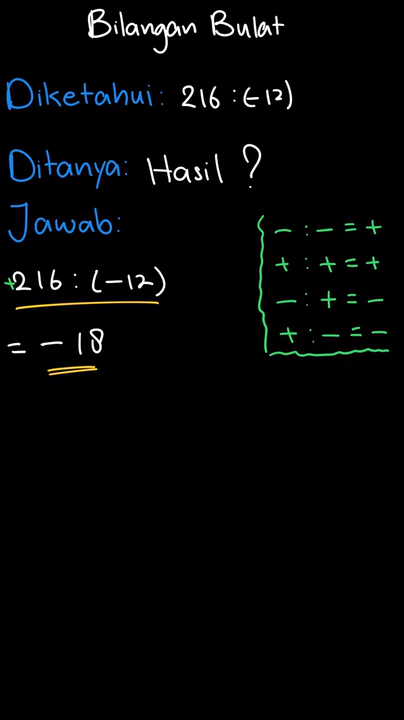 Bilangan Bulat
Diketahui: 216 : (-12)
Ditanya: Hasil ?
Jawab:
+216 : (-12)
= -18
- : - = +
+ : + = +
- : + = -
+ : - = -